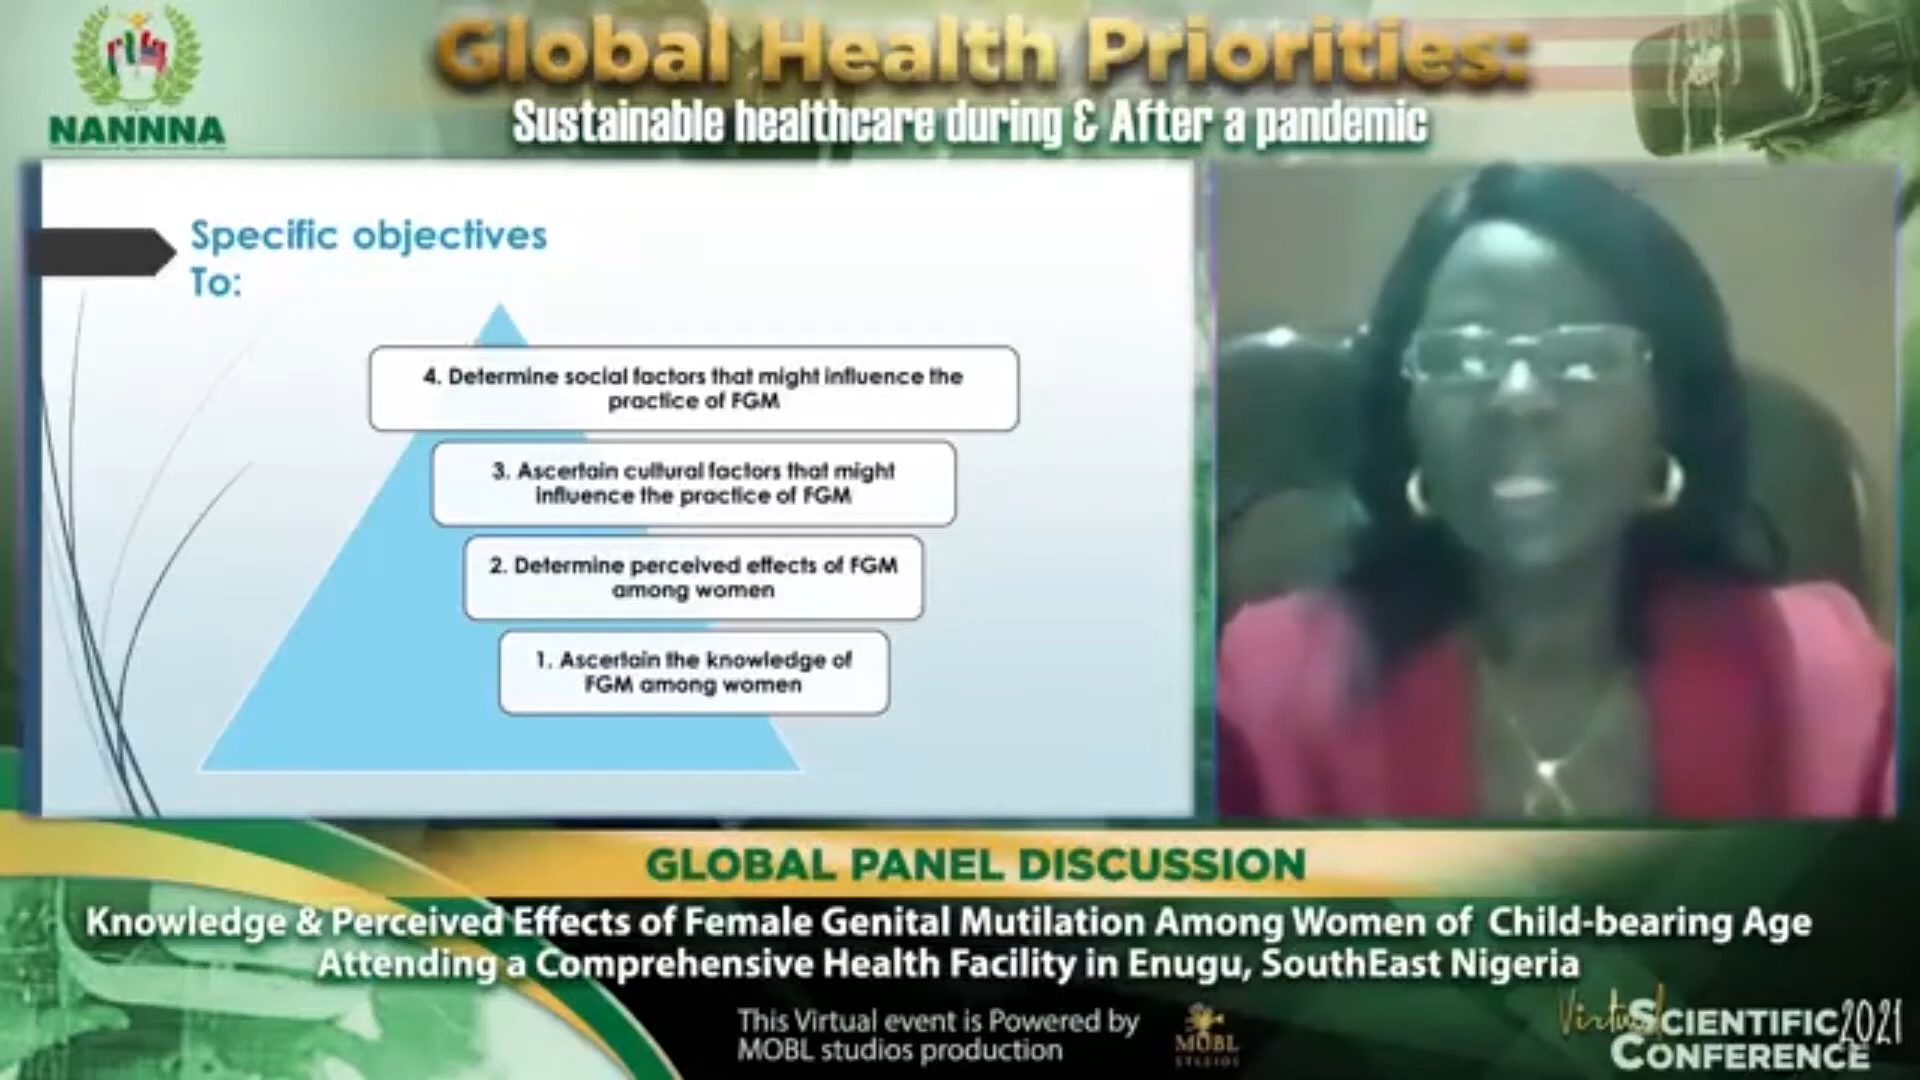 Global Health Priorities:
Sustainable healthcare during & After a pandemic
NANNNA
Specific objectives
To:
4. Determine social factors that might influence the
practice of FGM
3. Ascertain cultural factors that might
influence the practice of FGM
2. Determine perceived effects of FGM
among women
1. Ascertain the knowledge of
FGM among women
GLOBAL PANEL DISCUSSION
Knowledge & Perceived Effects of Female Genital Mutilation Among Women of Child-bearing Age
Attending a Comprehensive Health Facility in Enugu, SouthEast Nigeria
This Virtual event is Powered by
MOBL studios production
MOBL
STUDIOS
Virtual SCIENTIFIC 2021
CONFERENCE